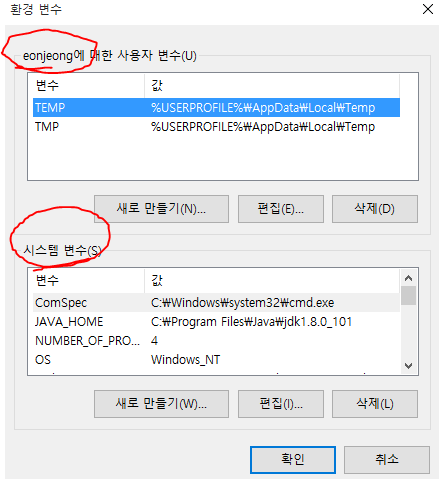 환경 변수
eonjeong에 대한 사용자 변수(U)
변수 값
TEMP %USERPROFILE%₩AppData₩Local₩Temp
TMP %USERPROFILE%₩AppData₩Local₩Temp
새로 만들기(N)... 편집(E)... 삭제(D)
시스템 변수(S)
변수 값
ComSpec C:₩Windows₩system32₩cmd.exe
JAVA_HOME C:₩Program Files₩Java₩jdk1.8.0_101
NUMBER_OF_PRO... 4
OS Windows_NT
새로 만들기(W)... 편집(I)... 삭제(L)
확인 취소